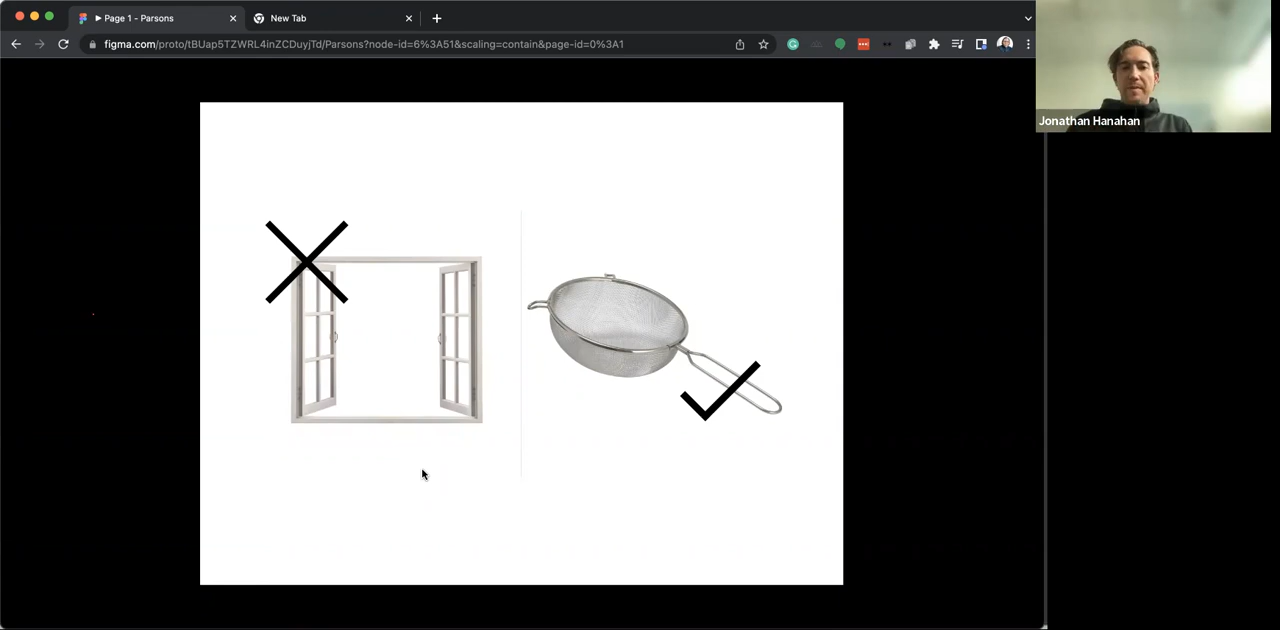 Page 1 - Parsons
New Tab
figma.com/proto/tBUap5TZWRL4inZCDuyjTd/Parsons?node-id=6%3A51&scaling=contain&page-id=0%3A1
Jonathan Hanahan